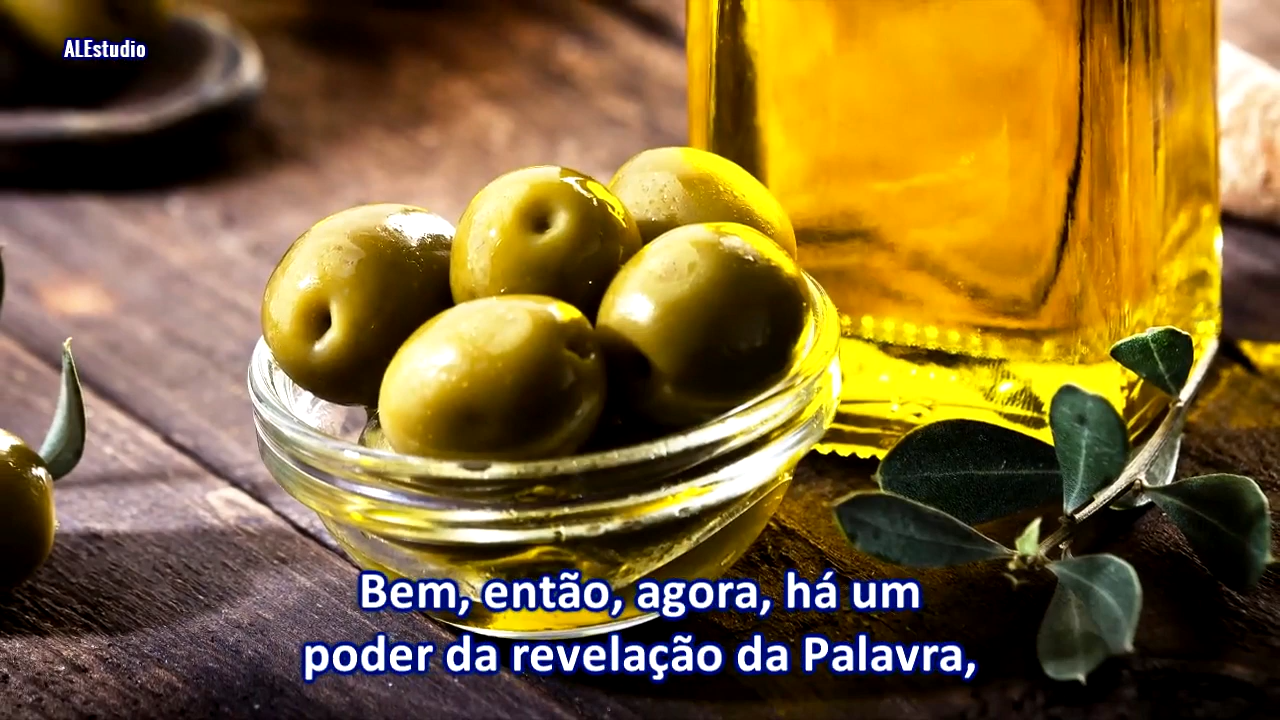 ALEstudio
Bem, então, agora, há um
poder da revelação da Palavra,